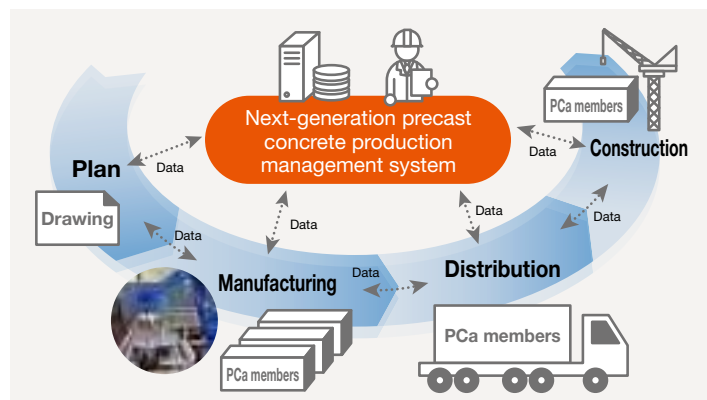 Next-generation precast
concrete production
management system
PCa members
Construction
Data
Data
Plan
Drawing
Data
Data
Data
Data
Data
Manufacturing
Distribution
PCa members
PCa members